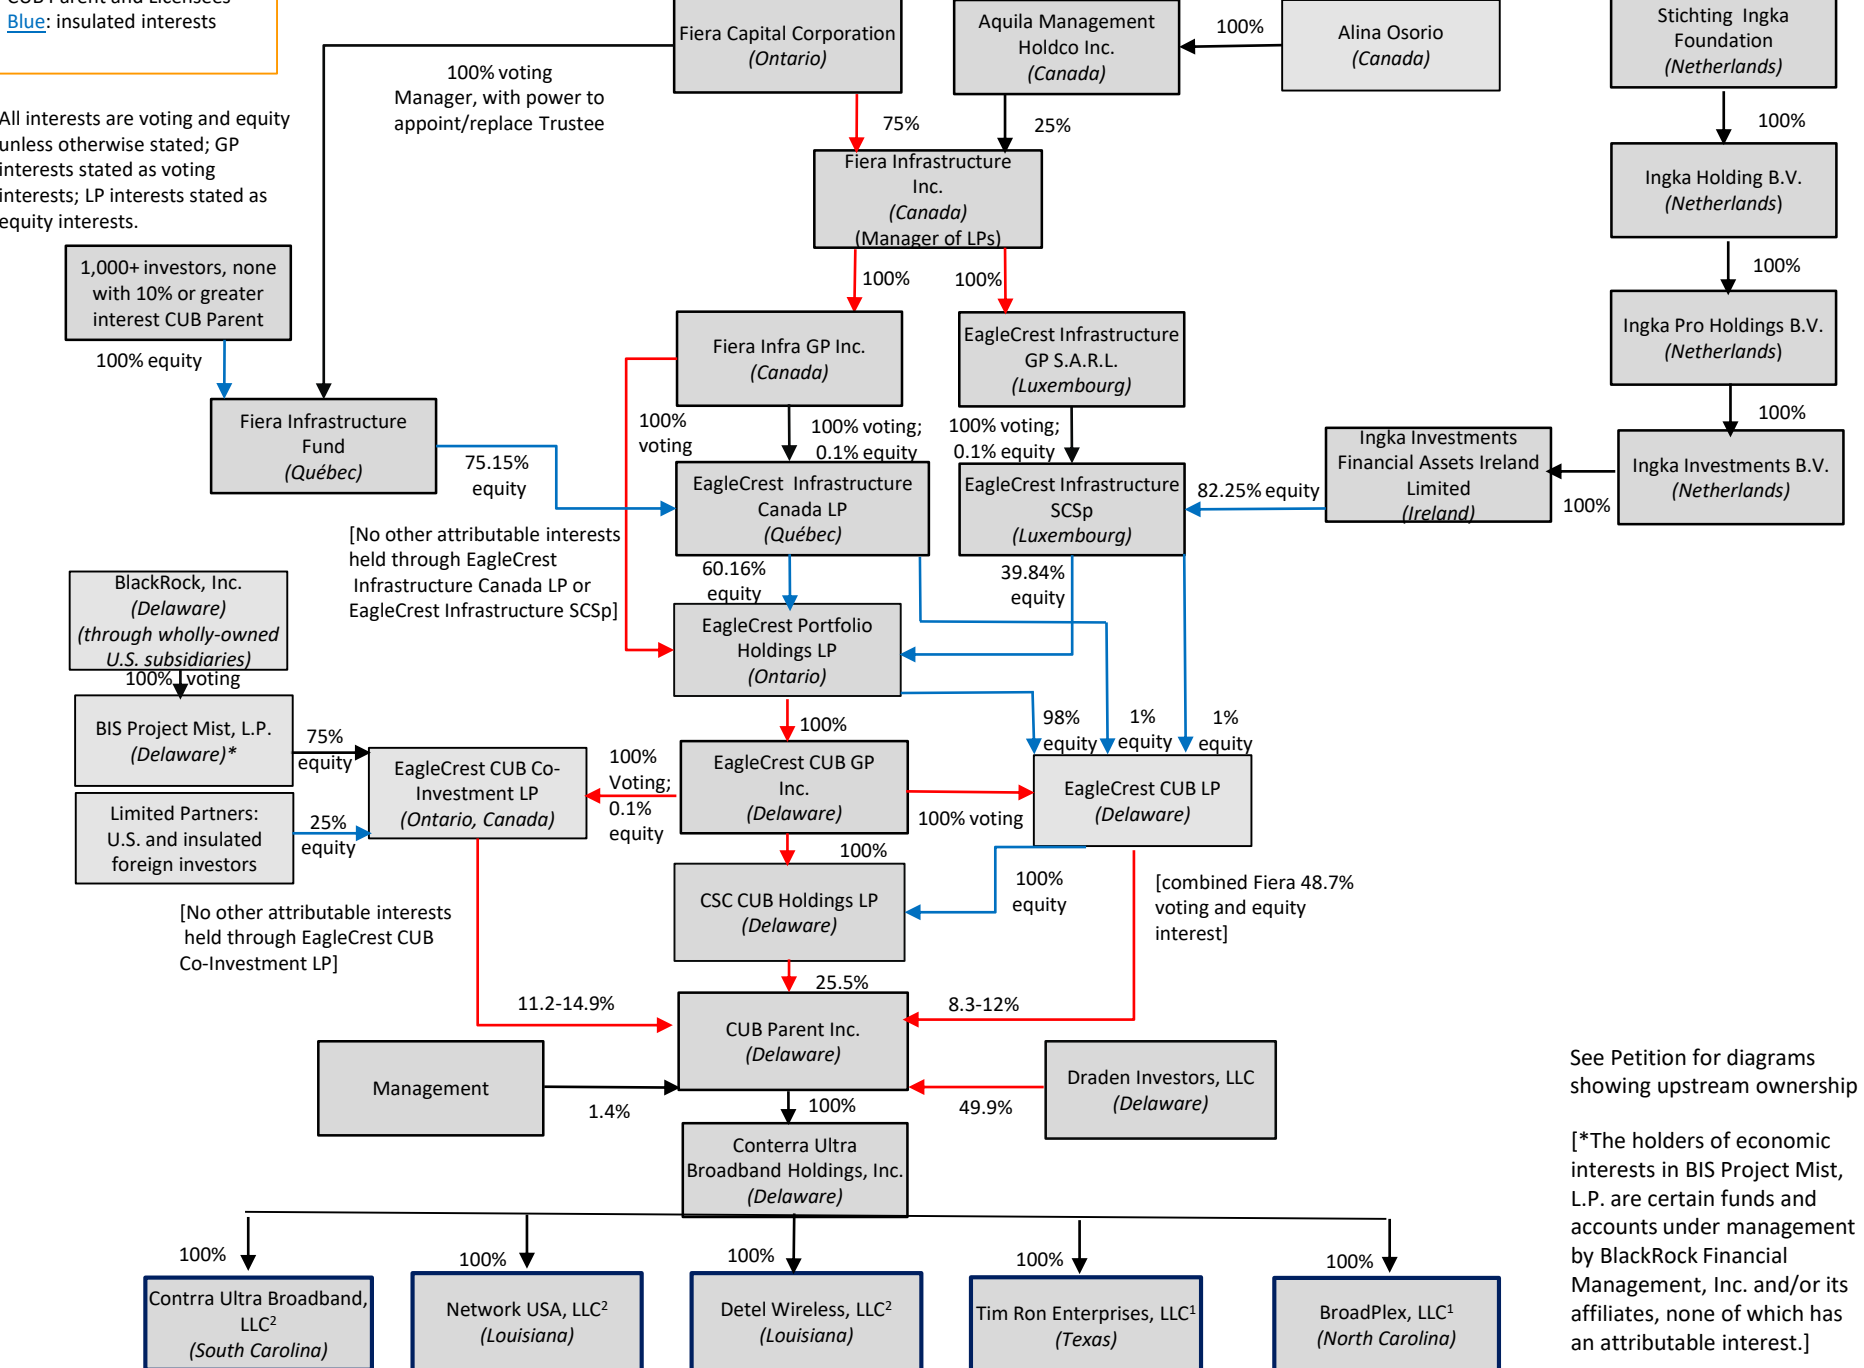 CUB Parent and Licensees
Blue: insulated interests
All interests are voting and equity
unless otherwise stated; GP
interests stated as voting
interests; LP interests stated as
equity interests.
Fiera Capital Corporation
(Ontario)
Aquila Management
Holdco Inc.
(Canada)
100%
Alina Osorio
(Canada)
Stichting Ingka
Foundation
(Netherlands)
100% voting
Manager, with power to
appoint/replace Trustee
75%
25%
100%
Fiera Infrastructure
Inc.
(Canada)
(Manager of LPs)
Ingka Holding B.V.
(Netherlands)
100%
100%
100%
1,000+ investors, none
with 10% or greater
interest CUB Parent
100% equity
Fiera Infra GP Inc.
(Canada)
EagleCrest Infrastructure
GP S.A.R.L.
(Luxembourg)
Ingka Pro Holdings B.V.
(Netherlands)
100%
Fiera Infrastructure
Fund
(Québec)
75.15%
equity
100%
voting
100% voting;
0.1% equity
100% voting;
0.1% equity
EagleCrest Infrastructure
Canada LP
(Québec)
EagleCrest Infrastructure
SCSp
(Luxembourg)
82.25% equity
Ingka Investments
Financial Assets Ireland
Limited
(Ireland)
100%
Ingka Investments B.V.
(Netherlands)
[No other attributable interests
held through EagleCrest
Infrastructure Canada LP or
EagleCrest Infrastructure SCSp]
60.16%
equity
39.84%
equity
BlackRock, Inc.
(Delaware)
(through wholly-owned
U.S. subsidiaries)
100% voting
EagleCrest Portfolio
Holdings LP
(Ontario)
BIS Project Mist, L.P.
(Delaware)*
75%
equity
100%
98%
equity
1%
equity
1%
equity
Limited Partners:
U.S. and insulated
foreign investors
25%
equity
EagleCrest CUB Co-
Investment LP
(Ontario, Canada)
100%
Voting;
0.1%
equity
EagleCrest CUB GP
Inc.
(Delaware)
100% voting
EagleCrest CUB LP
(Delaware)
100%
100%
equity
[No other attributable interests
held through EagleCrest CUB
Co-Investment LP]
CSC CUB Holdings LP
(Delaware)
[combined Fiera 48.7%
voting and equity
interest]
11.2-14.9%
25.5%
8.3-12%
CUB Parent Inc.
(Delaware)
Management
1.4%
100%
49.9%
Draden Investors, LLC
(Delaware)
See Petition for diagrams
showing upstream ownership
[*The holders of economic
interests in BIS Project Mist,
L.P. are certain funds and
accounts under management
by BlackRock Financial
Management, Inc. and/or its
affiliates, none of which has
an attributable interest.]
Conterra Ultra
Broadband Holdings, Inc.
(Delaware)
100%
100%
100%
100%
100%
Contrra Ultra Broadband,
LLC2
(South Carolina)
Network USA, LLC2
(Louisiana)
Detel Wireless, LLC2
(Louisiana)
Tim Ron Enterprises, LLC1
(Texas)
BroadPlex, LLC1
(North Carolina)